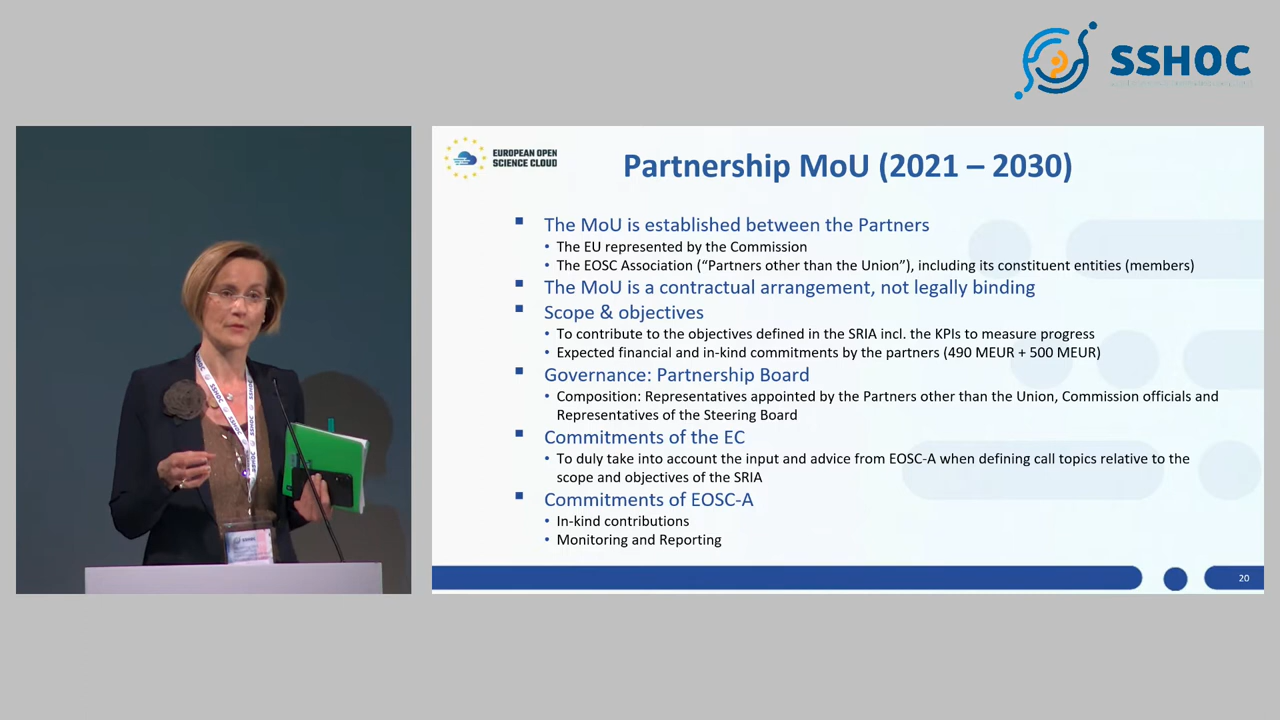 SSHOC
EUROPEAN OPEN
SCIENCE CLOUD
Partnership MoU (2021 – 2030)
The MoU is established between the Partners
• The EU represented by the Commission
• The EOSC Association (“Partners other than the Union”), including its constituent entities (members)
The MoU is a contractual arrangement, not legally binding
Scope & objectives
• To contribute to the objectives defined in the SRIA incl. the KPIs to measure progress
• Expected financial and in-kind commitments by the partners (490 MEUR + 500 MEUR)
Governance: Partnership Board
• Composition: Representatives appointed by the Partners other than the Union, Commission officials and
Representatives of the Steering Board
Commitments of the EC
• To duly take into account the input and advice from EOSC-A when defining call topics relative to the
scope and objectives of the SRIA
Commitments of EOSC-A
• In-kind contributions
• Monitoring and Reporting
20
SSHOC
SSHOC
SSHOC
SSHOC